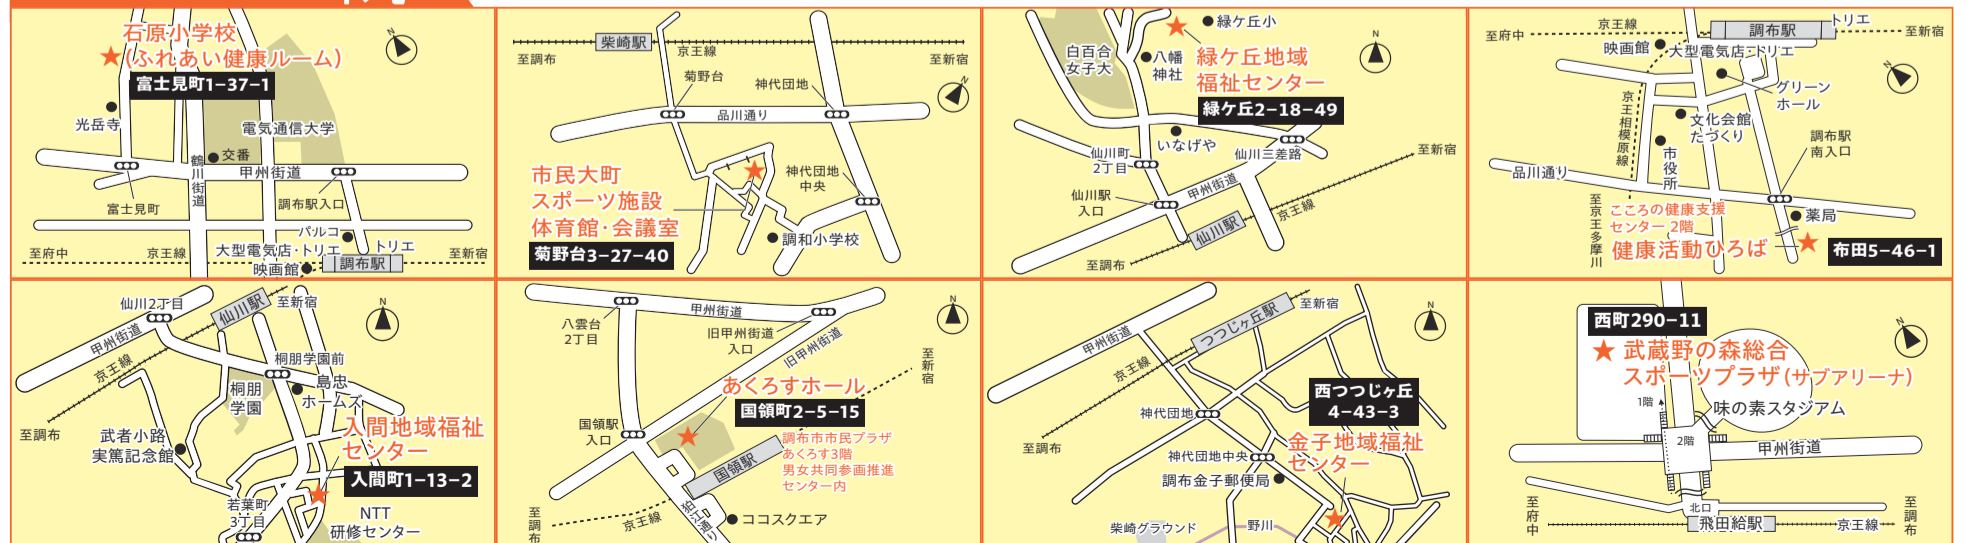 石原小学校
(ふれあい健康ルーム)
富士見町1-37-1
N
光岳寺
電気通信大学
交番
鶴川街道
甲州街道
富士見町
調布駅入口
パルコ
大型電気店・トリエ
トリエ
至府中
京王線
至新宿
映画館
調布駅
柴崎駅
至調布
京王線
至新宿
菊野台
神代団地
N
品川通り
市民大町
スポーツ施設
体育館・会議室
菊野台3-27-40
神代団地
中央
調和小学校
緑ケ丘小
白百合
女子大
八幡
神社
緑ケ丘地域
福祉センター
緑ケ丘2-18-49
N
いなげや
仙川町
2丁目
仙川三差路
至新宿
仙川駅
入口
甲州街道
京王線
仙川駅
至調布
京王線
調布駅
トリエ
至府中
至新宿
映画館
大型電気店・トリエ
N
グリーン
ホール
京王相模原線
文化会館
たづくり
調布駅
南入口
市役所
品川通り
至京王多摩川
こころの健康支援
センター 2階
健康活動ひろば
薬局
布田5-46-1
仙川2丁目
仙川駅
至新宿
N
甲州街道
京王線
桐朋学園前
桐朋
学園
島忠
ホームズ
至調布
武者小路
実篤記念館
入間地域福祉
センター
入間町1-13-2
若葉町
3丁目
NTT
研修センター
甲州街道
八雲台
2丁目
旧甲州街道
入口
旧甲州街道
N
至新宿
あくろすホール
国領町2-5-15
国領駅
入口
調布市市民プラザ
あくろす3階
男女共同参画推進
センター内
国領駅
狛江通り
至調布
京王線
ココスクエア
つつじヶ丘駅
至新宿
N
甲州街道
京王線
西つつじヶ丘
4-43-3
神代団地
至調布
金子地域福祉
センター
神代団地中央
調布金子郵便局
柴崎グラウンド
野川
西町290-11
武蔵野の森総合
スポーツプラザ(サブアリーナ)
N
1階
味の素スタジアム
2階
甲州街道
至府中
北口
飛田給駅
京王線
至調布